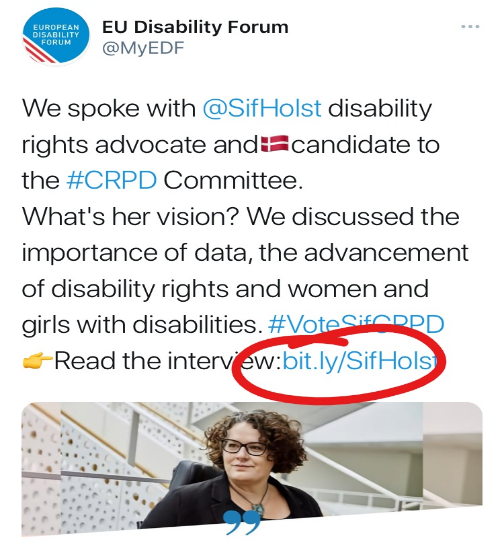 EUROPEAN
DISABILITY
FORUM
EU Disability Forum
@MyEDF
We spoke with @SifHolst disability
rights advocate and🇩🇰candidate to
the #CRPD Committee.
What's her vision? We discussed the
importance of data, the advancement
of disability rights and women and
girls with disabilities. #VoteSifCRPD
👉Read the interview:bit.ly/SifHolst